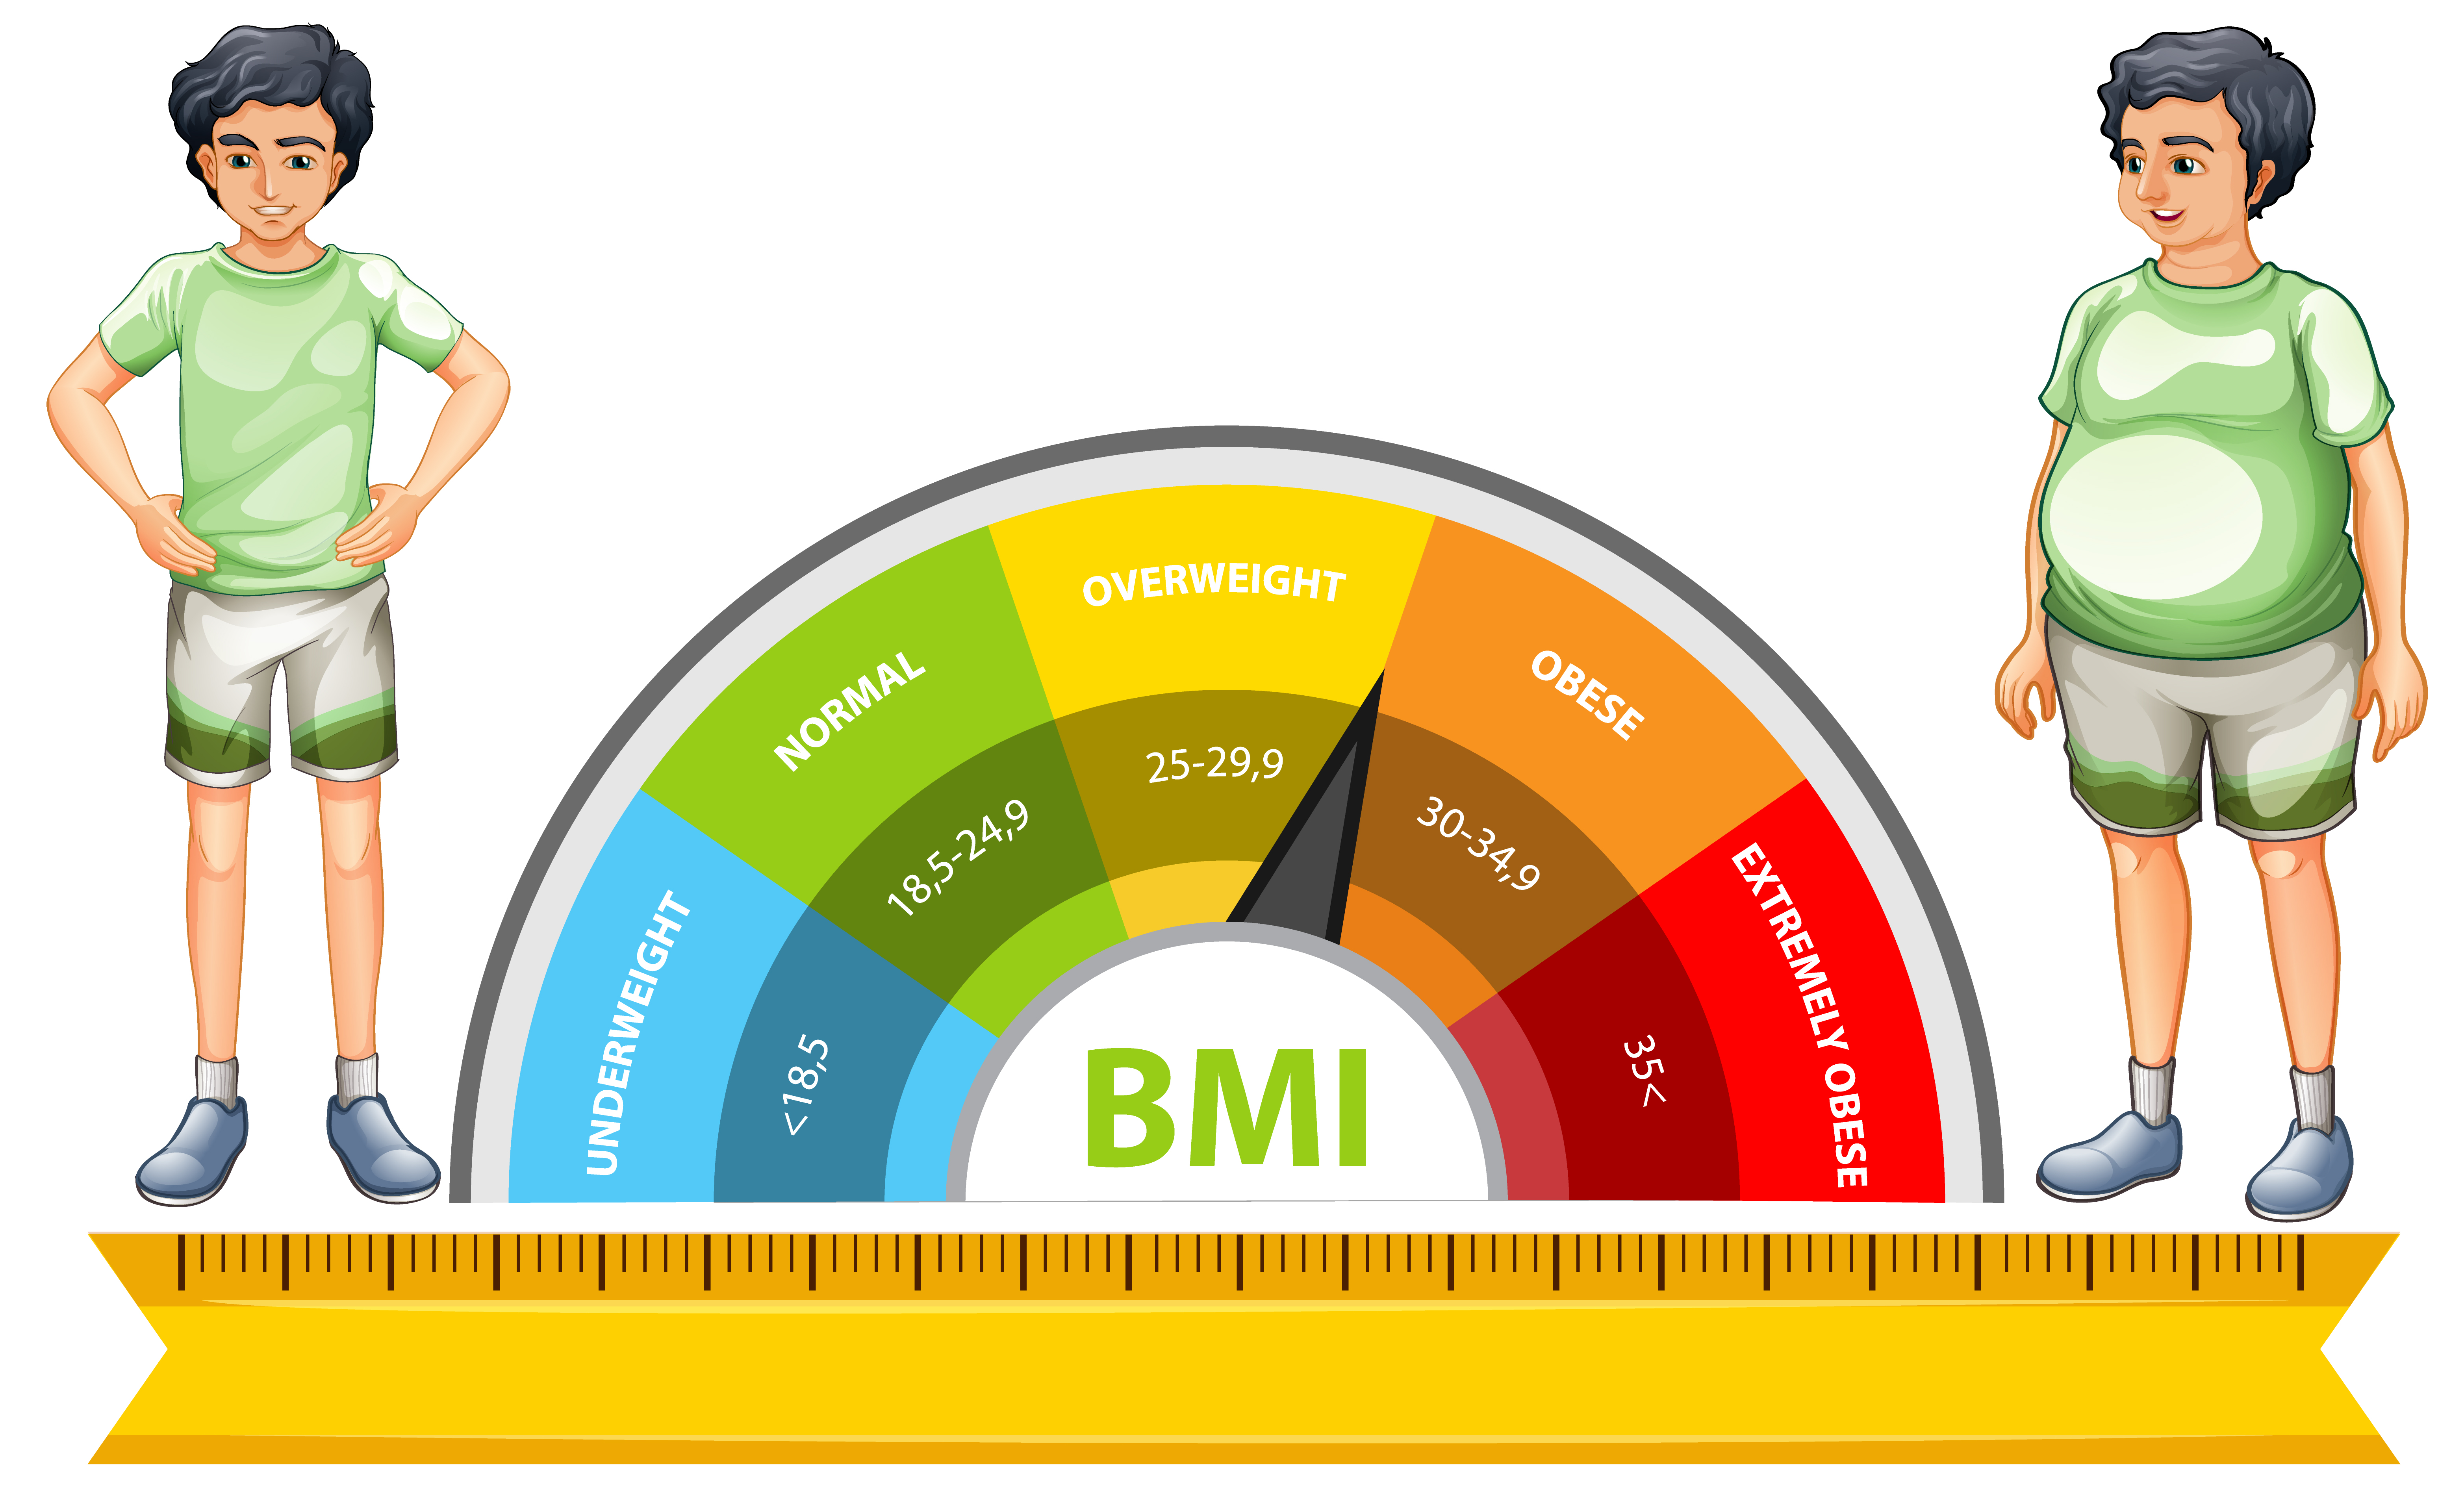 UNDERWEIGHT
<18,5
NORMAL
18,5-24,9
OVERWEIGHT
25-29,9
OBESE
30-34,9
EXTREMELY OBESE
35<
BMI